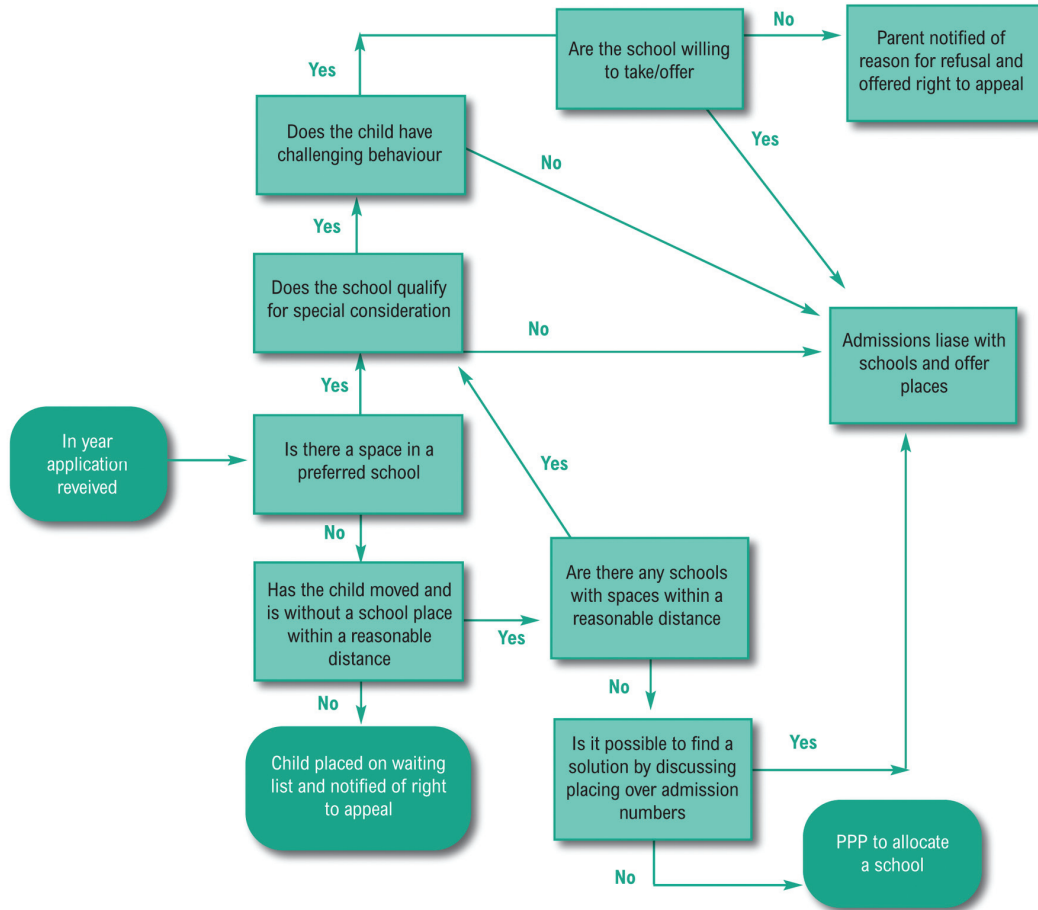 Are the school willing
to take/offer
No
Parent notified of
reason for refusal and
offered right to appeal
Yes
Yes
Does the child have
challenging behaviour
No
Yes
Does the school qualify
for special consideration
No
Admissions liase with
schools and offer
places
Yes
In year
application
reveived
Is there a space in a
preferred school
Yes
No
Has the child moved and
is without a school place
within a reasonable
distance
Yes
Are there any schools
with spaces within a
reasonable distance
No
No
Child placed on waiting
list and notified of right
to appeal
Is it possible to find a
solution by discussing
placing over admission
numbers
Yes
No
PPP to allocate
a school